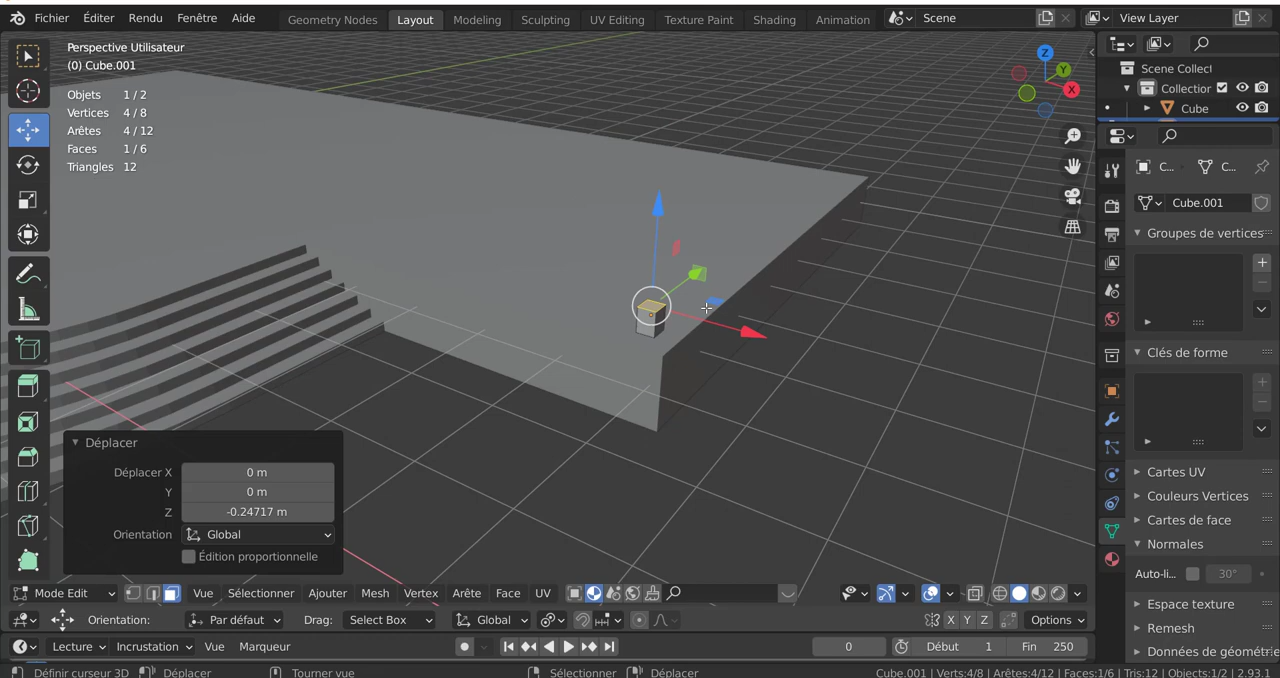 Fichier Éditer Rendu Fenêtre Aide Geometry Nodes Layout Modeling Sculpting UV Editing Texture Paint Shading Animation Scene View Layer
Perspective Utilisateur
(0) Cube.001
Objets 1 / 2
Vertices 4 / 8
Arêtes 4 / 12
Faces 1 / 6
Triangles 12
Z
Y
X
Scene Collect
Collection
Cube
C...
C...
Cube.001
Groupes de vertices
Clés de forme
Cartes UV
Couleurs Vertices
Cartes de face
Normales
Auto-li... 30°
Espace texture
Remesh
Données de géométrie
Déplacer
Déplacer X 0 m
Y 0 m
Z -0.24717 m
Orientation Global
Édition proportionnelle
Mode Edit Vue Sélectionner Ajouter Mesh Vertex Arête Face UV
Orientation: Par défaut Drag: Select Box Global X Y Z Options
Lecture Incrustation Vue Marqueur 0 Début 1 Fin 250
Définir curseur 3D Déplacer Tourner vue Sélectionner Déplacer Cube.001 | Verts:4/8 | Arêtes:4/12 | Faces:1/6 | Tris:12 | Objects:1/2 | 2.93.1